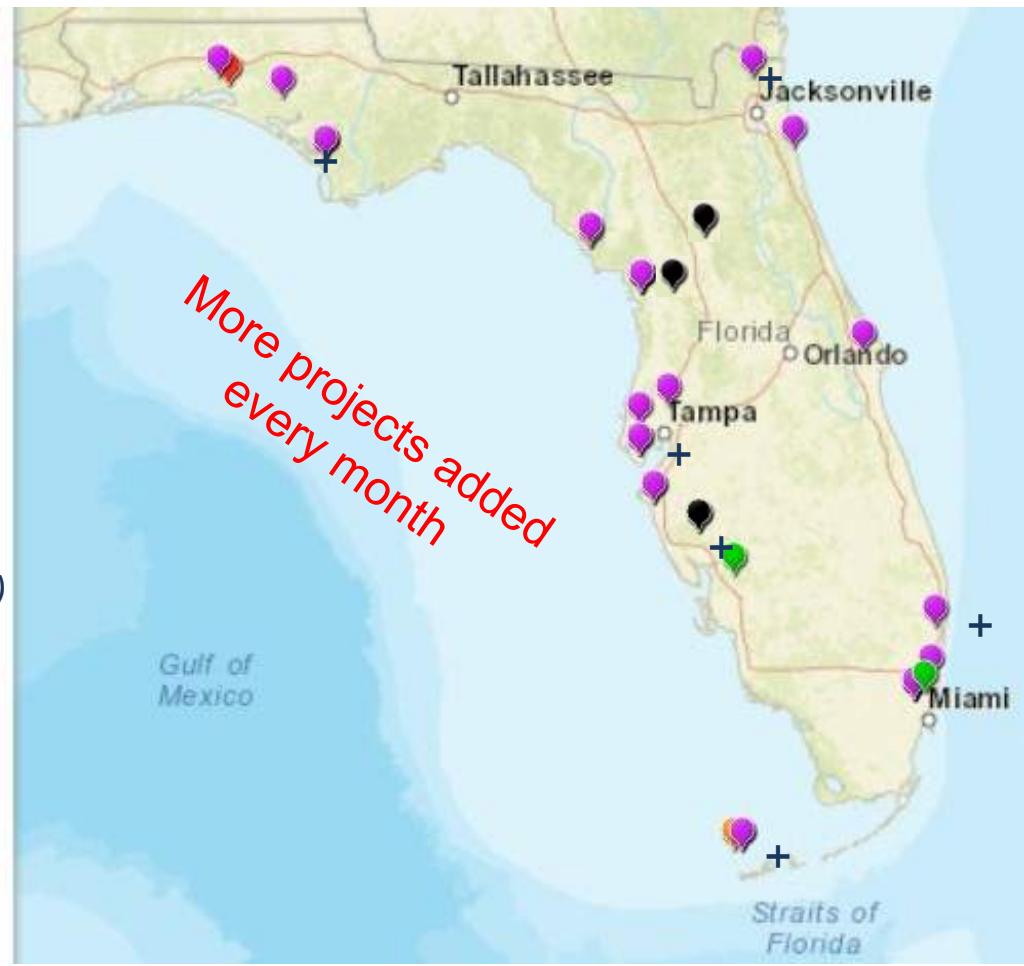 Tallahassee
Jacksonville
More projects added
every month
Florida
Orlando
Tampa
)
Gulf of
Mexico
Miami
Straits of
Florida